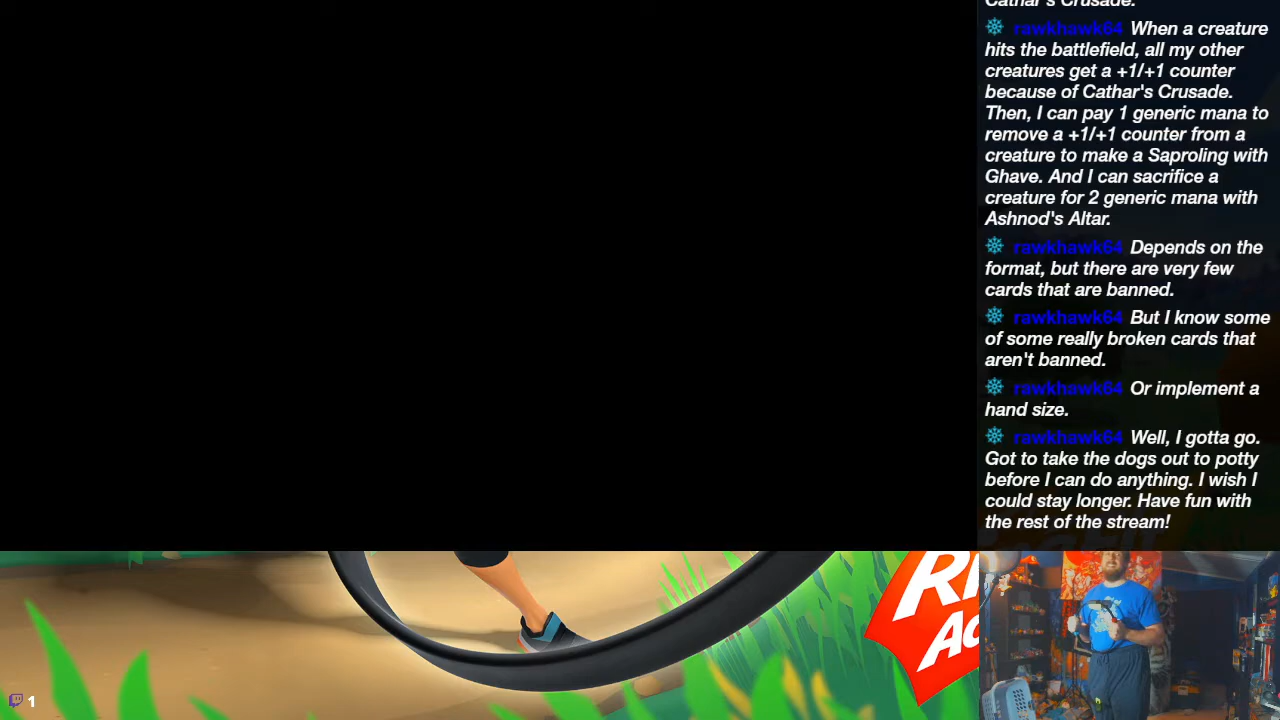 Cathar's Crusade.
rawkhawk64 When a creature
hits the battlefield, all my other
creatures get a +1/+1 counter
because of Cathar's Crusade.
Then, I can pay 1 generic mana to
remove a +1/+1 counter from a
creature to make a Saproling with
Ghave. And I can sacrifice a
creature for 2 generic mana with
Ashnod's Altar.
rawkhawk64 Depends on the
format, but there are very few
cards that are banned.
rawkhawk64 But I know some
of some really broken cards that
aren't banned.
rawkhawk64 Or implement a
hand size.
rawkhawk64 Well, I gotta go.
Got to take the dogs out to potty
before I can do anything. I wish I
could stay longer. Have fun with
the rest of the stream!
1